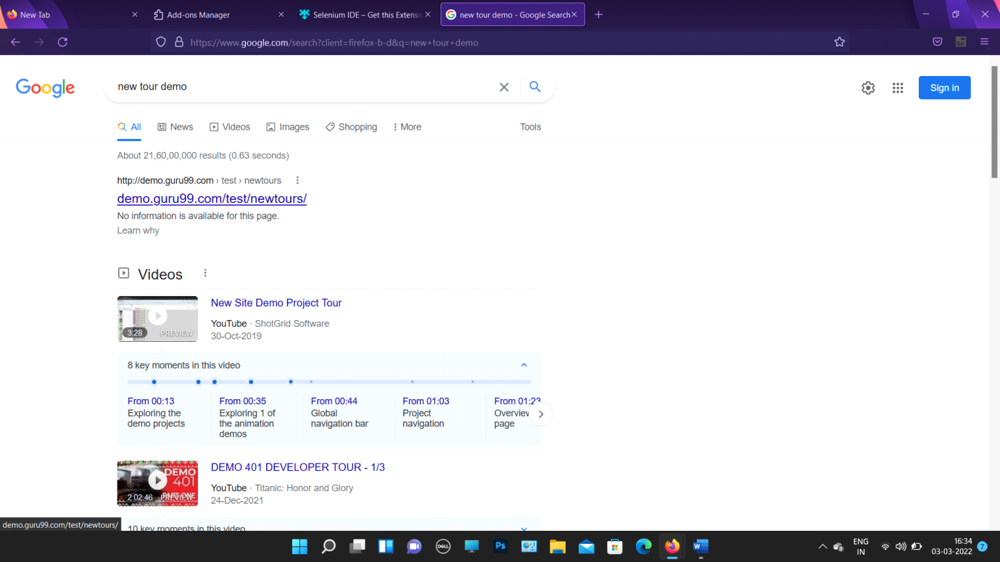 New Tab
Add-ons Manager
Selenium IDE – Get this Extensio
new tour demo - Google Search
https://www.google.com/search?client=firefox-b-d&q=new+tour+demo
Google
new tour demo
Sign in
All
News
Videos
Images
Shopping
More
Tools
About 21,60,00,000 results (0.63 seconds)
http://demo.guru99.com › test › newtours
demo.guru99.com/test/newtours/
No information is available for this page.
Learn why
Videos
New Site Demo Project Tour
YouTube · ShotGrid Software
30-Oct-2019
3:28 PREVIEW
8 key moments in this video
From 00:13
Exploring the
demo projects
From 00:35
Exploring 1 of
the animation
demos
From 00:44
Global
navigation bar
From 01:03
Project
navigation
From 01:23
Overview
page
DEMO 401 DEVELOPER TOUR - 1/3
YouTube · Titanic: Honor and Glory
24-Dec-2021
DEMO
401
PART ONE
2:02:46 PREVIEW
10 key moments in this video
demo.guru99.com/test/newtours/
DELL
Ps
W
ENG
IN
16:34
03-03-2022
7